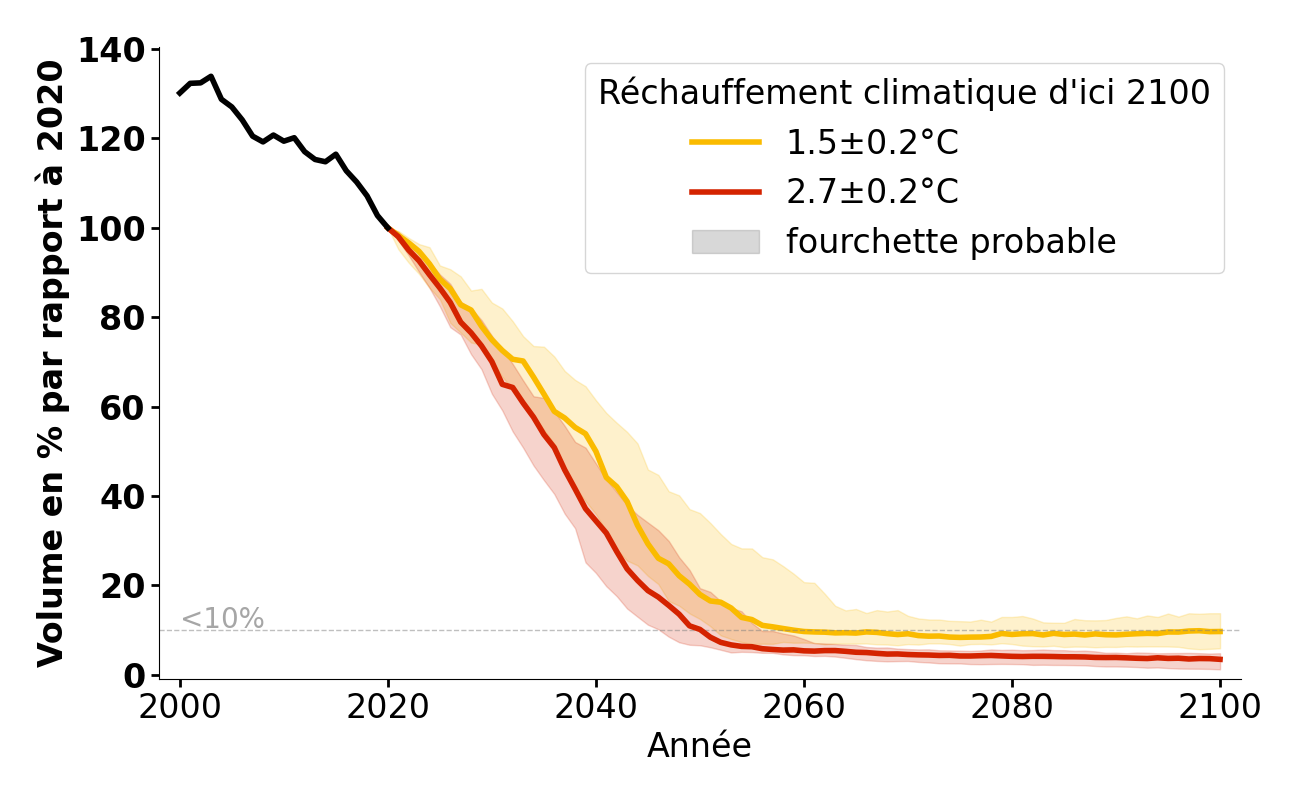 Volume en % par rapport à 2020
140
120
100
80
60
40
20
0
<10%
Réchauffement climatique d'ici 2100
1.5±0.2°C
2.7±0.2°C
fourchette probable
2000 2020 2040 2060 2080 2100
Année